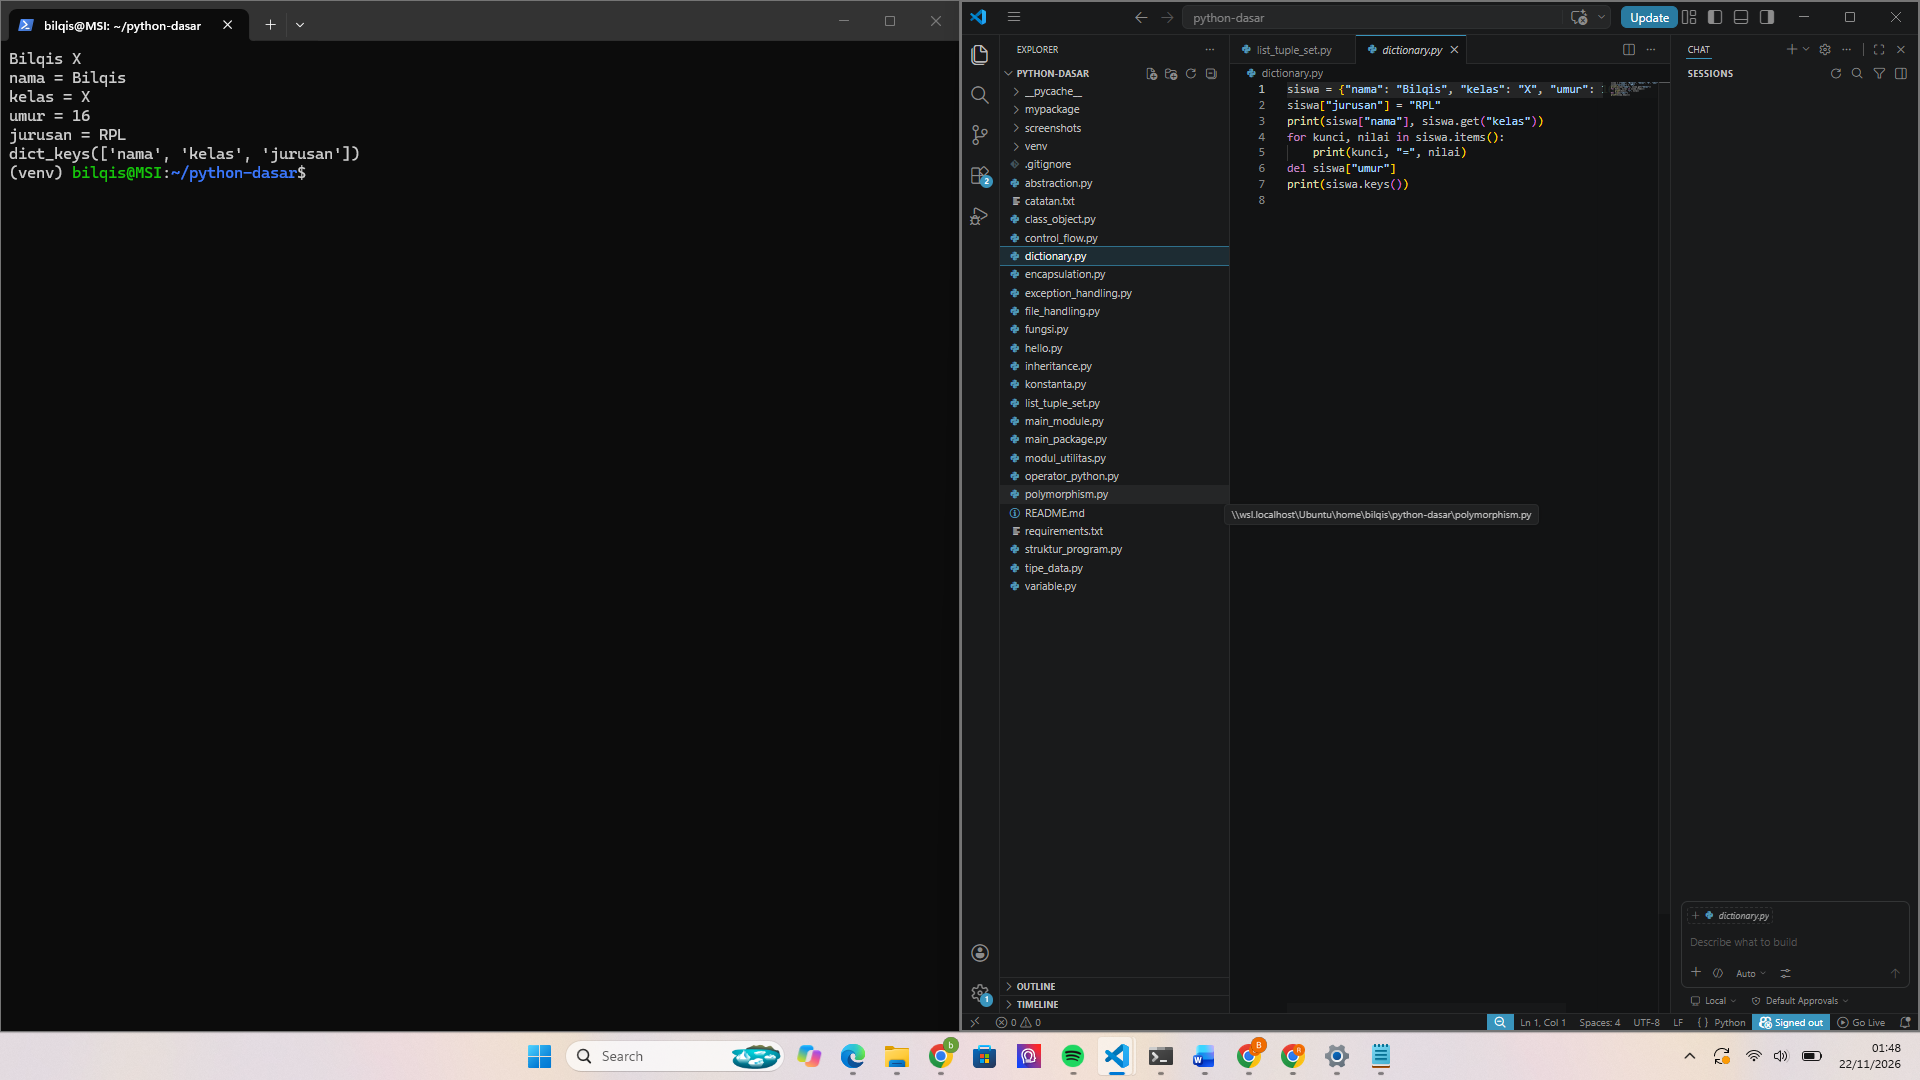 bilqis@MSI: ~/python-dasar
Bilqis X
nama = Bilqis
kelas = X
umur = 16
jurusan = RPL
dict_keys(['nama', 'kelas', 'jurusan'])
(venv) bilqis@MSI:~/python-dasar$
python-dasar
Update
EXPLORER
PYTHON-DASAR
__pycache__
mypackage
screenshots
venv
.gitignore
abstraction.py
catatan.txt
class_object.py
control_flow.py
dictionary.py
encapsulation.py
exception_handling.py
file_handling.py
fungsi.py
hello.py
inheritance.py
konstanta.py
list_tuple_set.py
main_module.py
main_package.py
modul_utilitas.py
operator_python.py
polymorphism.py
README.md
requirements.txt
struktur_program.py
tipe_data.py
variable.py
OUTLINE
TIMELINE
2
1
list_tuple_set.py
dictionary.py
dictionary.py
1 siswa = {"nama": "Bilqis", "kelas": "X", "umur":
2 siswa["jurusan"] = "RPL"
3 print(siswa["nama"], siswa.get("kelas"))
4 for kunci, nilai in siswa.items():
5 print(kunci, "=", nilai)
6 del siswa["umur"]
7 print(siswa.keys())
8
\\wsl.localhost\Ubuntu\home\bilqis\python-dasar\polymorphism.py
CHAT
SESSIONS
dictionary.py
Describe what to build
Auto
Local
Default Approvals
0 0
Ln 1, Col 1
Spaces: 4
UTF-8
LF
{ } Python
Signed out
Go Live
Search
01:48
22/11/2026